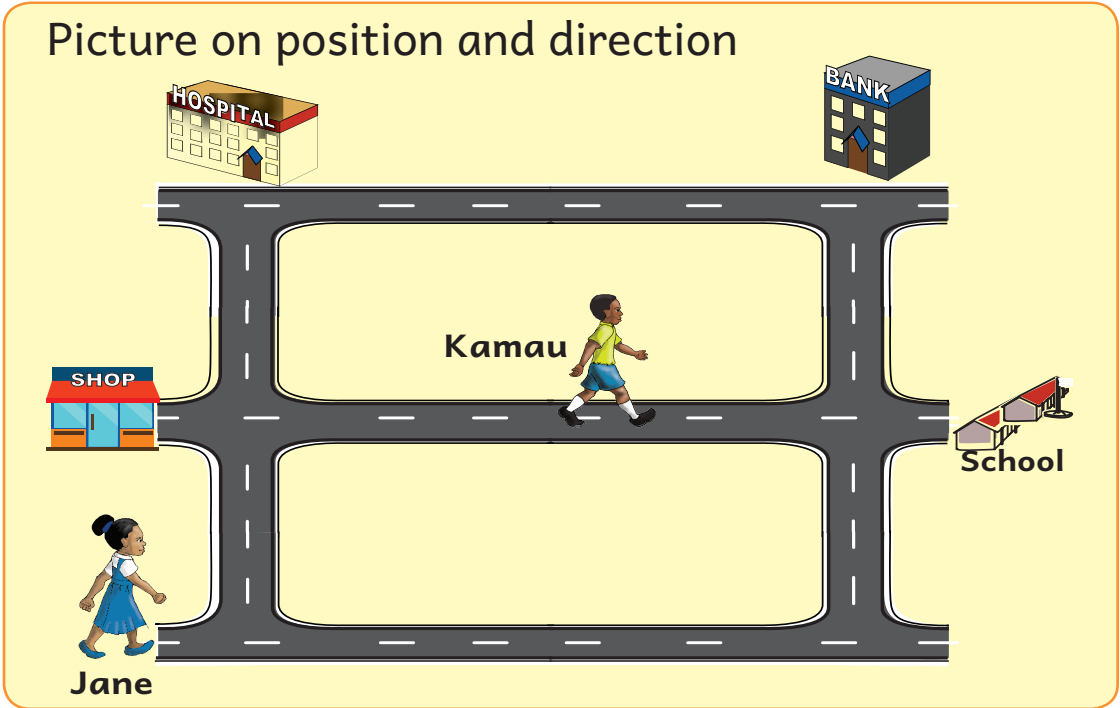 Picture on position and direction
HOSPITAL
BANK
Kamau
SHOP
School
Jane